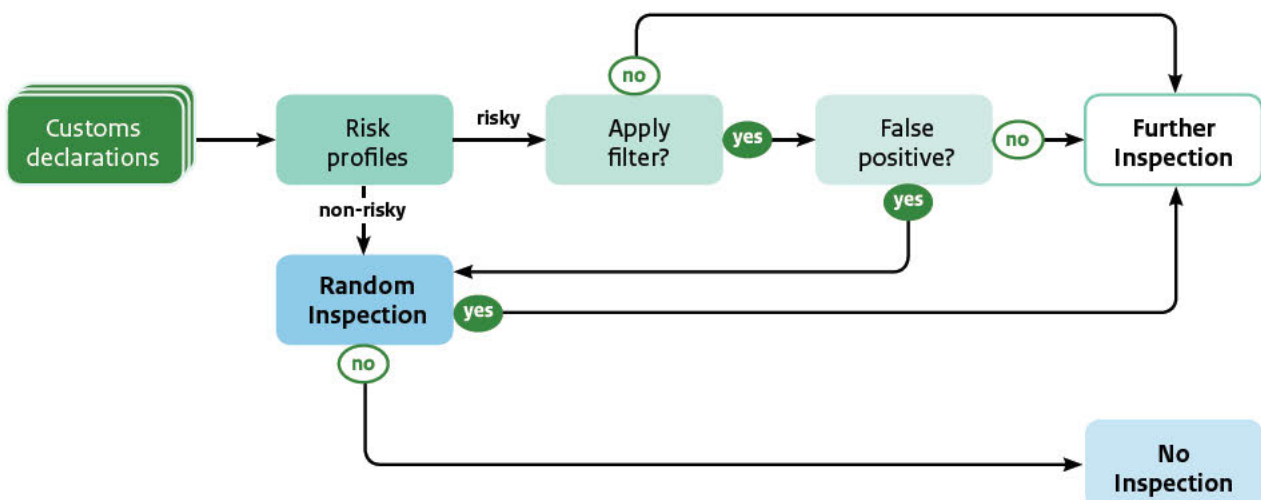 no
Customs
declarations
Risk
profiles
risky
Apply
filter?
yes
False
positive?
no
Further
Inspection
non-risky
yes
Random
Inspection
yes
no
No
Inspection